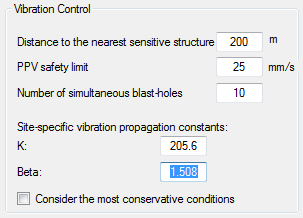 Vibration Control
Distance to the nearest sensitive structure 200 m
PPV safety limit 25 mm/s
Number of simultaneous blast-holes 10
Site-specific vibration propagation constants:
K: 205.6
Beta: 1.508
Consider the most conservative conditions